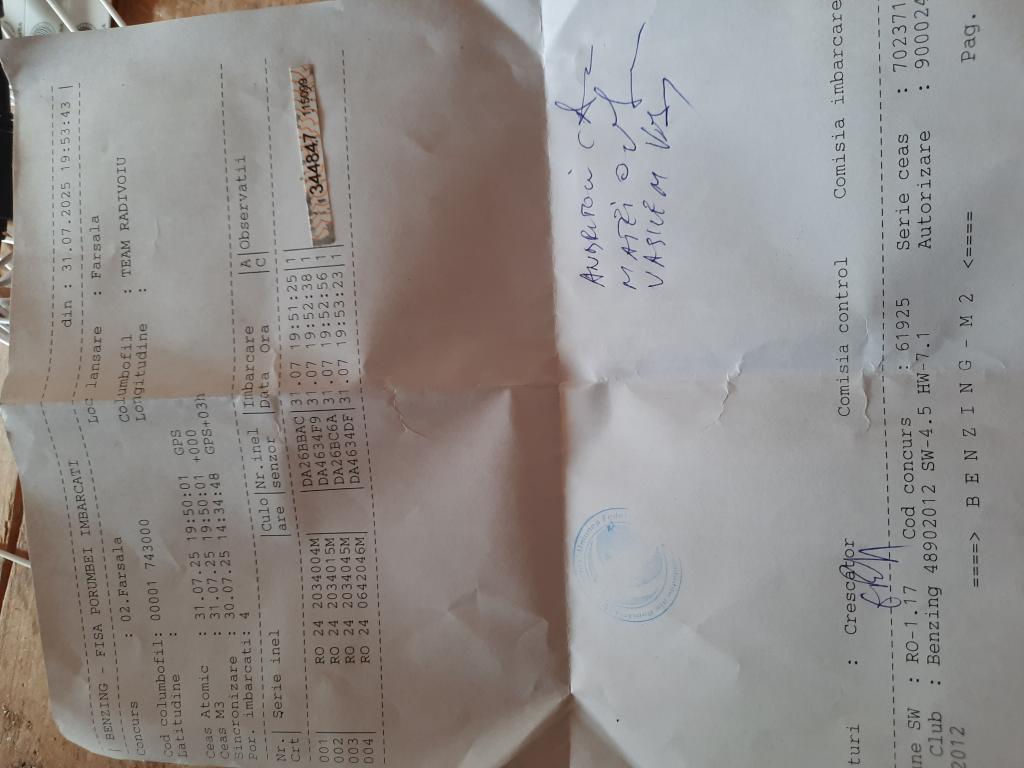 BENZING - FISA PORUMBEI IMBARCATI din : 31.07.2025 19:53:43
Concurs : 02.Farsala Loc lansare : Farsala
Cod columbofil: 00001 743000 Columbofil : TEAM RADIVOIU
Latitudine : Longitudine :
Ceas Atomic : 31.07.25 19:50:01 GPS
Ceas M3 : 31.07.25 19:50:01 +000
Sincronizare : 30.07.25 14:34:48 GPS+03h
Por. imbarcati: 4
Nr| Serie inel |Culo|Nr.inel |Imbarcare |A|Observatii
Crt |are |senzor |Data Ora |C|
001 RO 24 2034004M DA26BBAC 31.07 19:51:25 1
002 RO 24 2034015M DA4634F9 31.07 19:52:38 1
003 RO 24 2034045M DA26BC6A 31.07 19:52:56 1
004 RO 24 0642046M DA4634DF 31.07 19:53:23 1
344847
ANDRITOIU C
MATEI O
VASILE M
turi : Crescator Comisia control Comisia imbarcare
une SW : RO-1.17 Cod concurs : 61925 Serie ceas : 702371
Club : Benzing 48902012 SW-4.5 HW-7.1 Autorizare : 900024
2012
====> B E N Z I N G - M 2 <==== Pag.